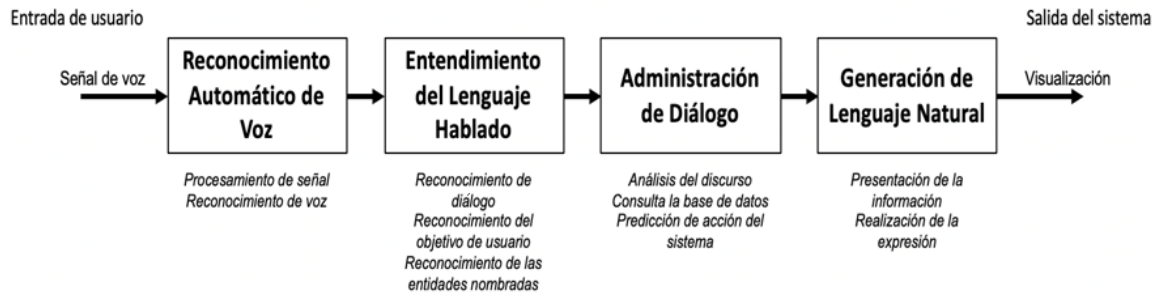 Entrada de usuario
Salida del sistema
Señal de voz
Reconocimiento
Automático de
Voz
Entendimiento
del Lenguaje
Hablado
Administración
de Diálogo
Generación de
Lenguaje Natural
Visualización
Procesamiento de señal
Reconocimiento de voz
Reconocimiento de
diálogo
Reconocimiento del
objetivo de usuario
Reconocimiento de las
entidades nombradas
Análisis del discurso
Consulta la base de datos
Predicción de acción del
sistema
Presentación de la
información
Realización de la
expresión